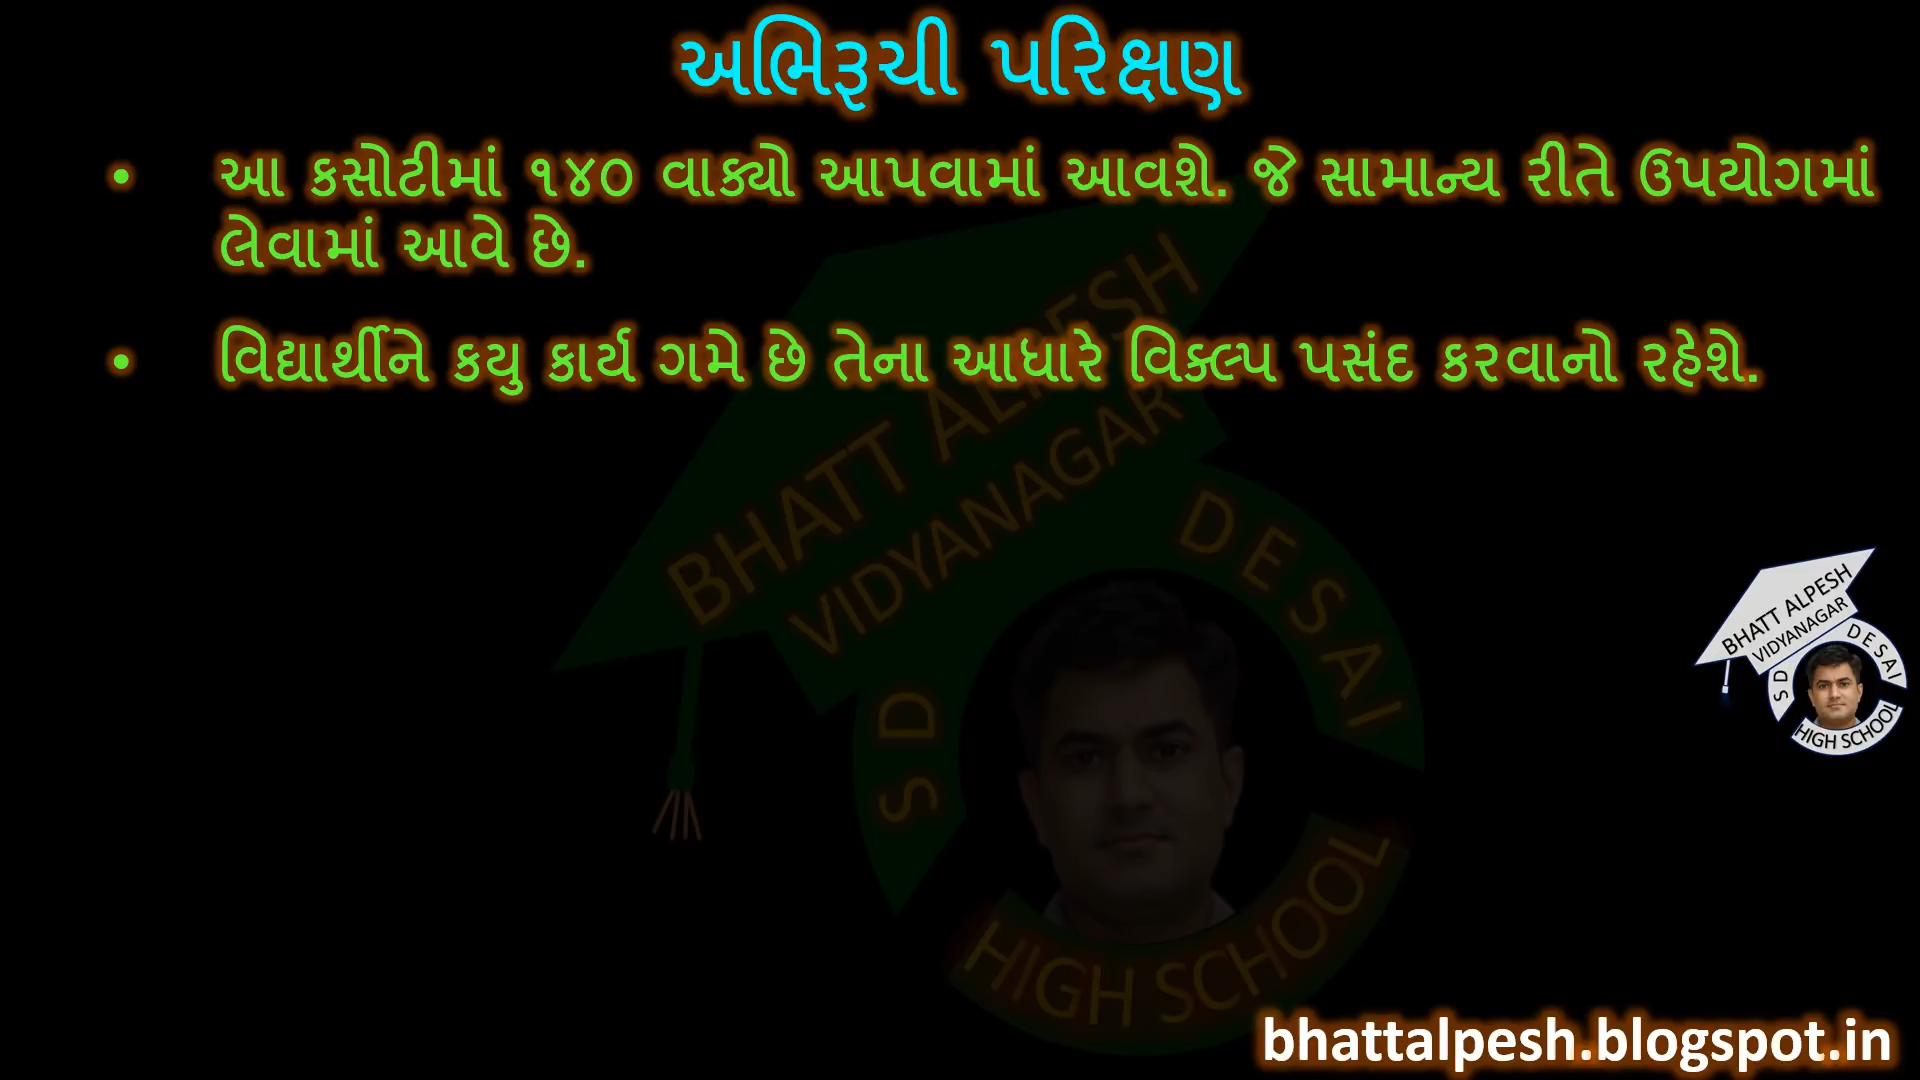 અભિરૂચી પરિક્ષણ
• આ કસોટીમાં ૧૪૦ વાક્યો આપવામાં આવશે. જે સામાન્ય રીતે ઉપયોગમાં
લેવામાં આવે છે.
• વિદ્યાર્થીને કયુ કાર્ય ગમે છે તેના આધારે વિક્લ્પ પસંદ કરવાનો રહેશે.
BHATT ALPESH
VIDYANAGAR
S D DESAI
HIGH SCHOOL
BHATT ALPESH
VIDYANAGAR
S D DESAI
HIGH SCHOOL
bhattalpesh.blogspot.in